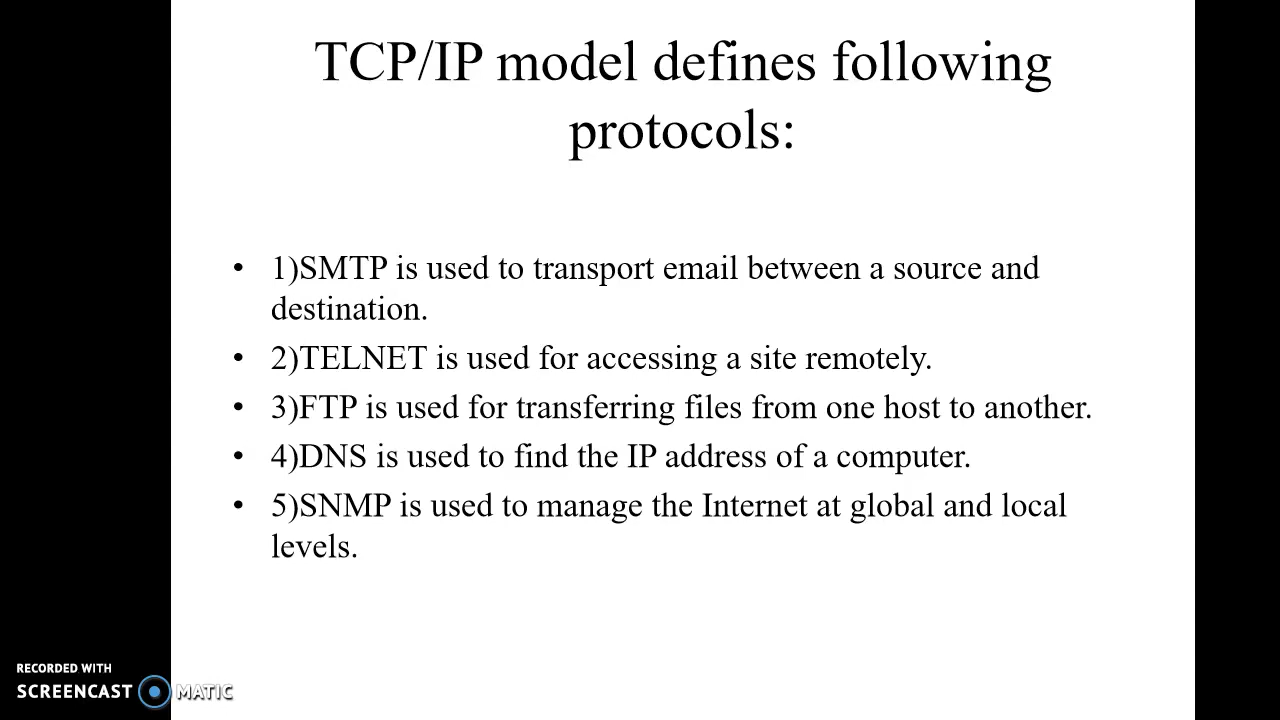 TCP/IP model defines following
protocols:
• 1)SMTP is used to transport email between a source and
destination.
• 2)TELNET is used for accessing a site remotely.
• 3)FTP is used for transferring files from one host to another.
• 4)DNS is used to find the IP address of a computer.
• 5)SNMP is used to manage the Internet at global and local
levels.
RECORDED WITH
SCREENCAST MATIC